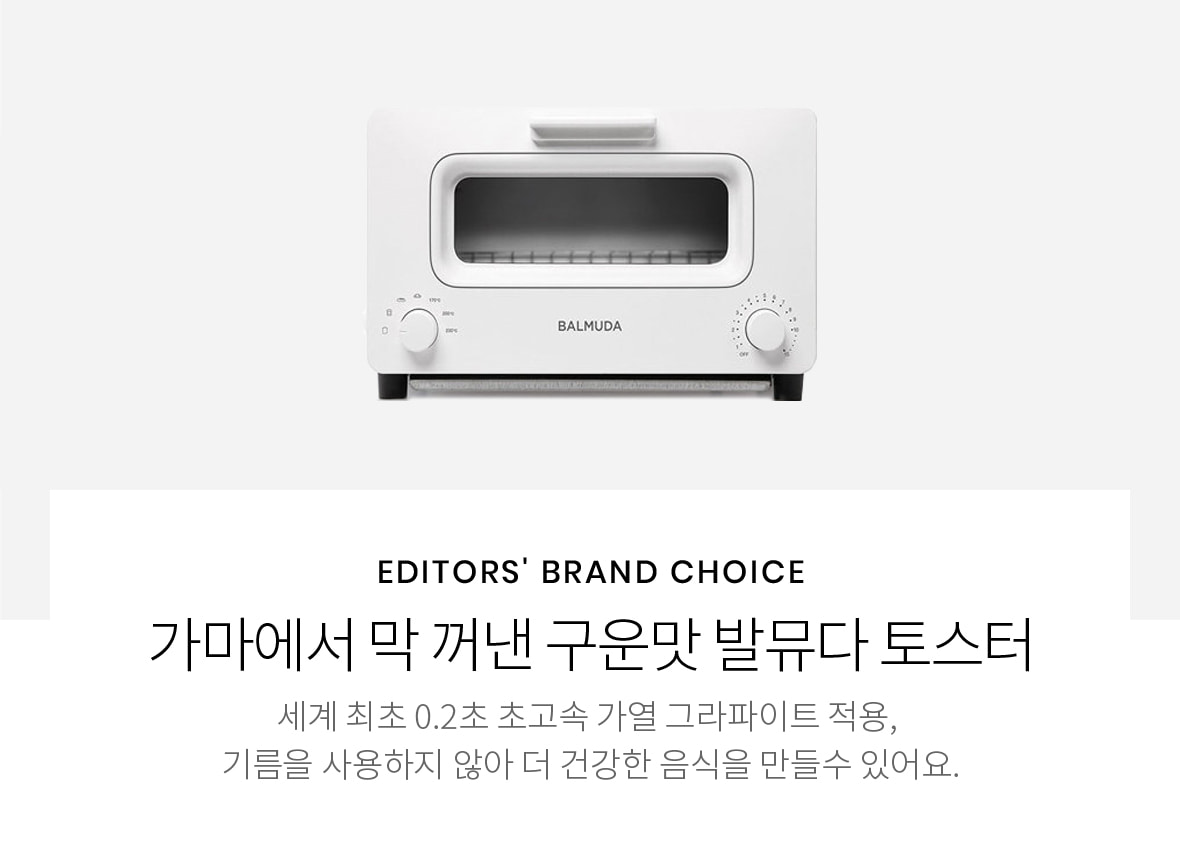 170℃
200℃
230℃
BALMUDA
OFF
EDITORS' BRAND CHOICE
가마에서 막 꺼낸 구운맛 발뮤다 토스터
세계 최초 0.2초 초고속 가열 그라파이트 적용,
기름을 사용하지 않아 더 건강한 음식을 만들수 있어요.